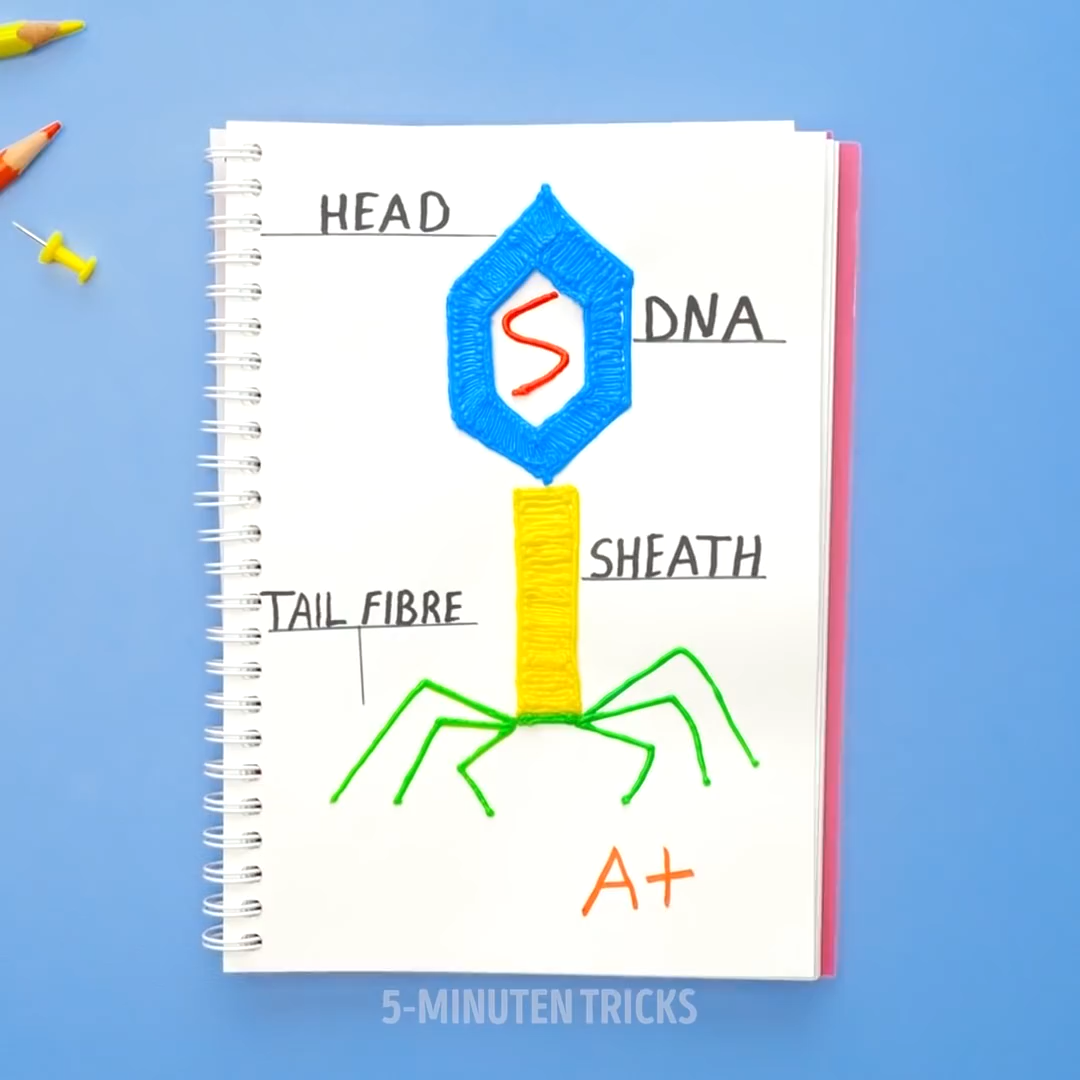 HEAD
DNA
SHEATH
TAIL FIBRE
A+
5-MINUTEN TRICKS